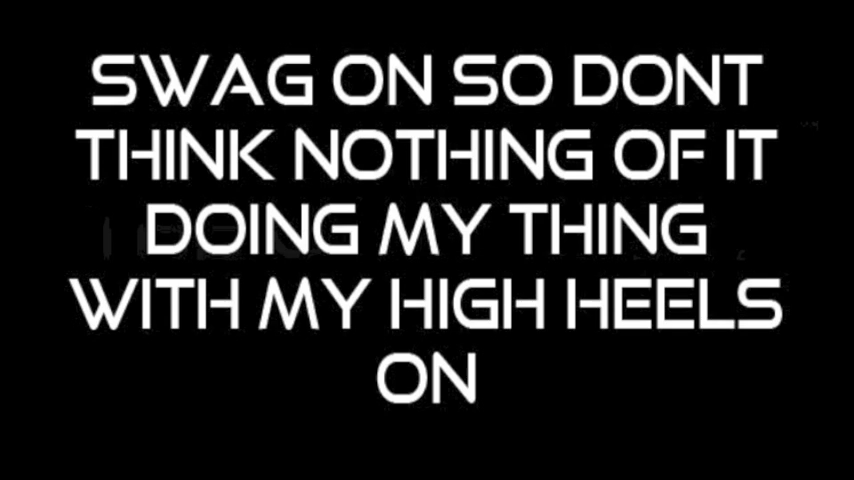 SWAG ON SO DONT
THINK NOTHING OF IT
DOING MY THING
WITH MY HIGH HEELS
ON